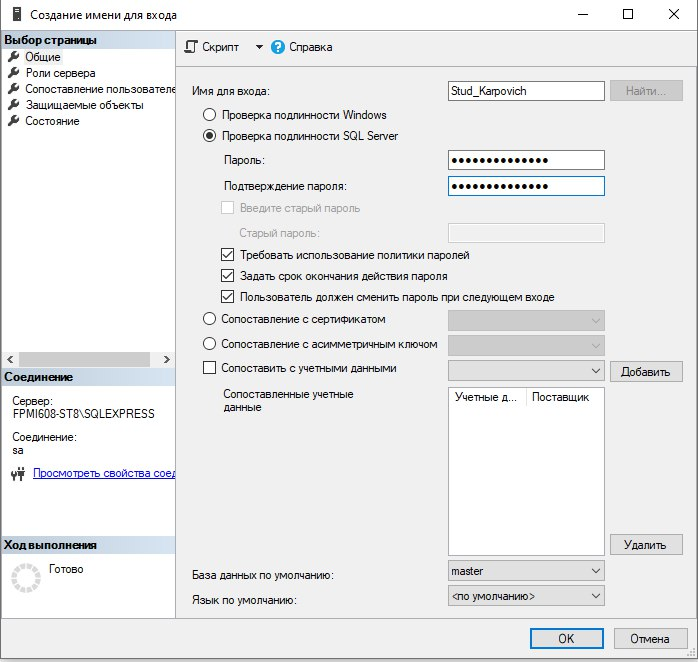 Создание имени для входа
Выбор страницы
Общие
Роли сервера
Сопоставление пользователе
Защищаемые объекты
Состояние
Скрипт
Справка
Имя для входа: Stud_Karpovich Найти...
Проверка подлинности Windows
Проверка подлинности SQL Server
Пароль: ●●●●●●●●●●●●●●
Подтверждение пароля: ●●●●●●●●●●●●●●
Введите старый пароль
Старый пароль:
Требовать использование политики паролей
Задать срок окончания действия пароля
Пользователь должен сменить пароль при следующем входе
Сопоставление с сертификатом
Сопоставление с асимметричным ключом
Сопоставить с учетными данными Добавить
Сопоставленные учетные
данные
Учетные д... Поставщик
Удалить
База данных по умолчанию: master
Язык по умолчанию: <по умолчанию>
Соединение
Сервер:
FPMI608-ST8\SQLEXPRESS
Соединение:
sa
Просмотреть свойства соед
Ход выполнения
Готово
OK Отмена